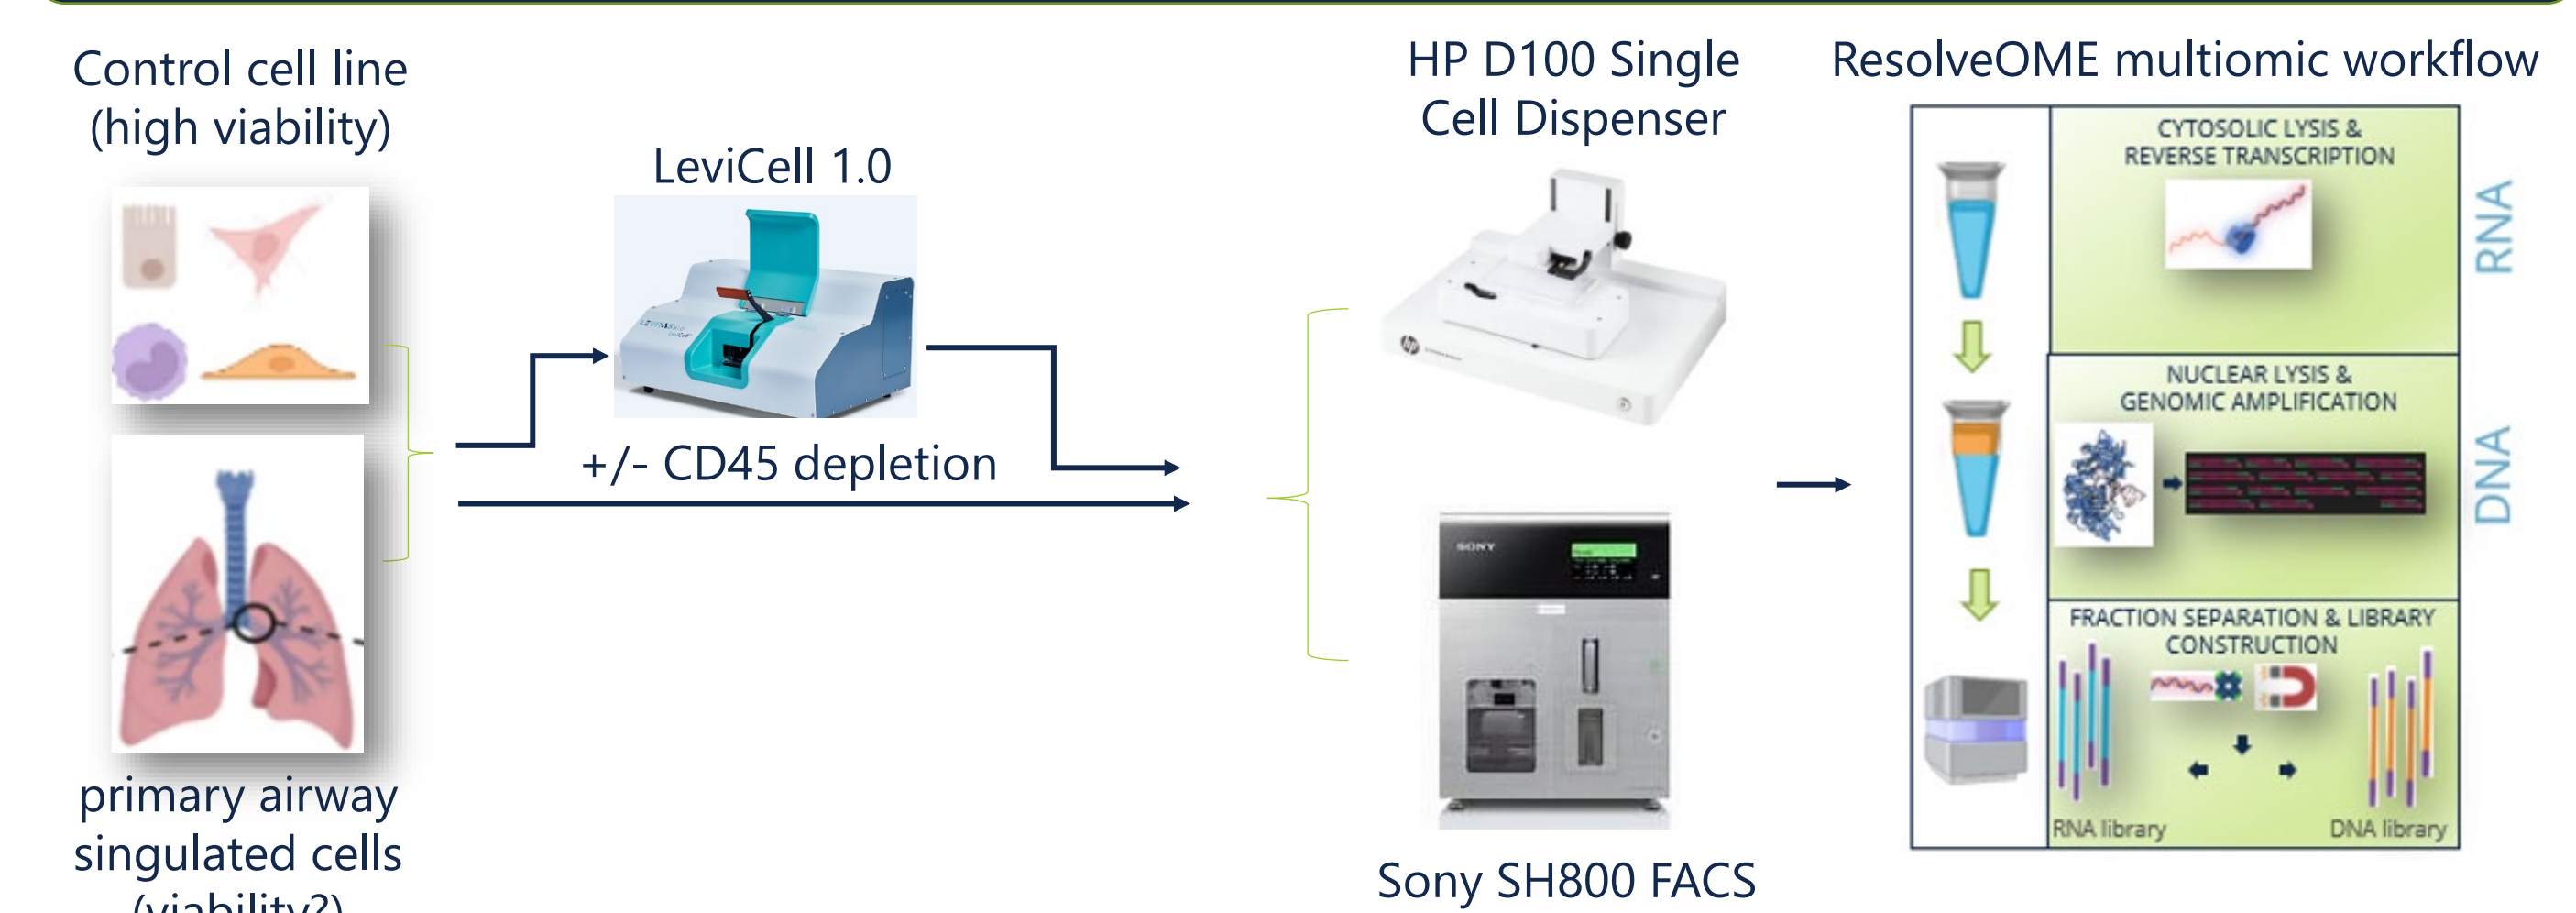 Control cell line
(high viability)
LeviCell 1.0
+/- CD45 depletion
primary airway
singulated cells
(viability?)
HP D100 Single
Cell Dispenser
hp
SONY
Sony SH800 FACS
ResolveOME multiomic workflow
CYTOSOLIC LYSIS &
REVERSE TRANSCRIPTION
RNA
NUCLEAR LYSIS &
GENOMIC AMPLIFICATION
DNA
FRACTION SEPARATION & LIBRARY
CONSTRUCTION
RNA library
DNA library